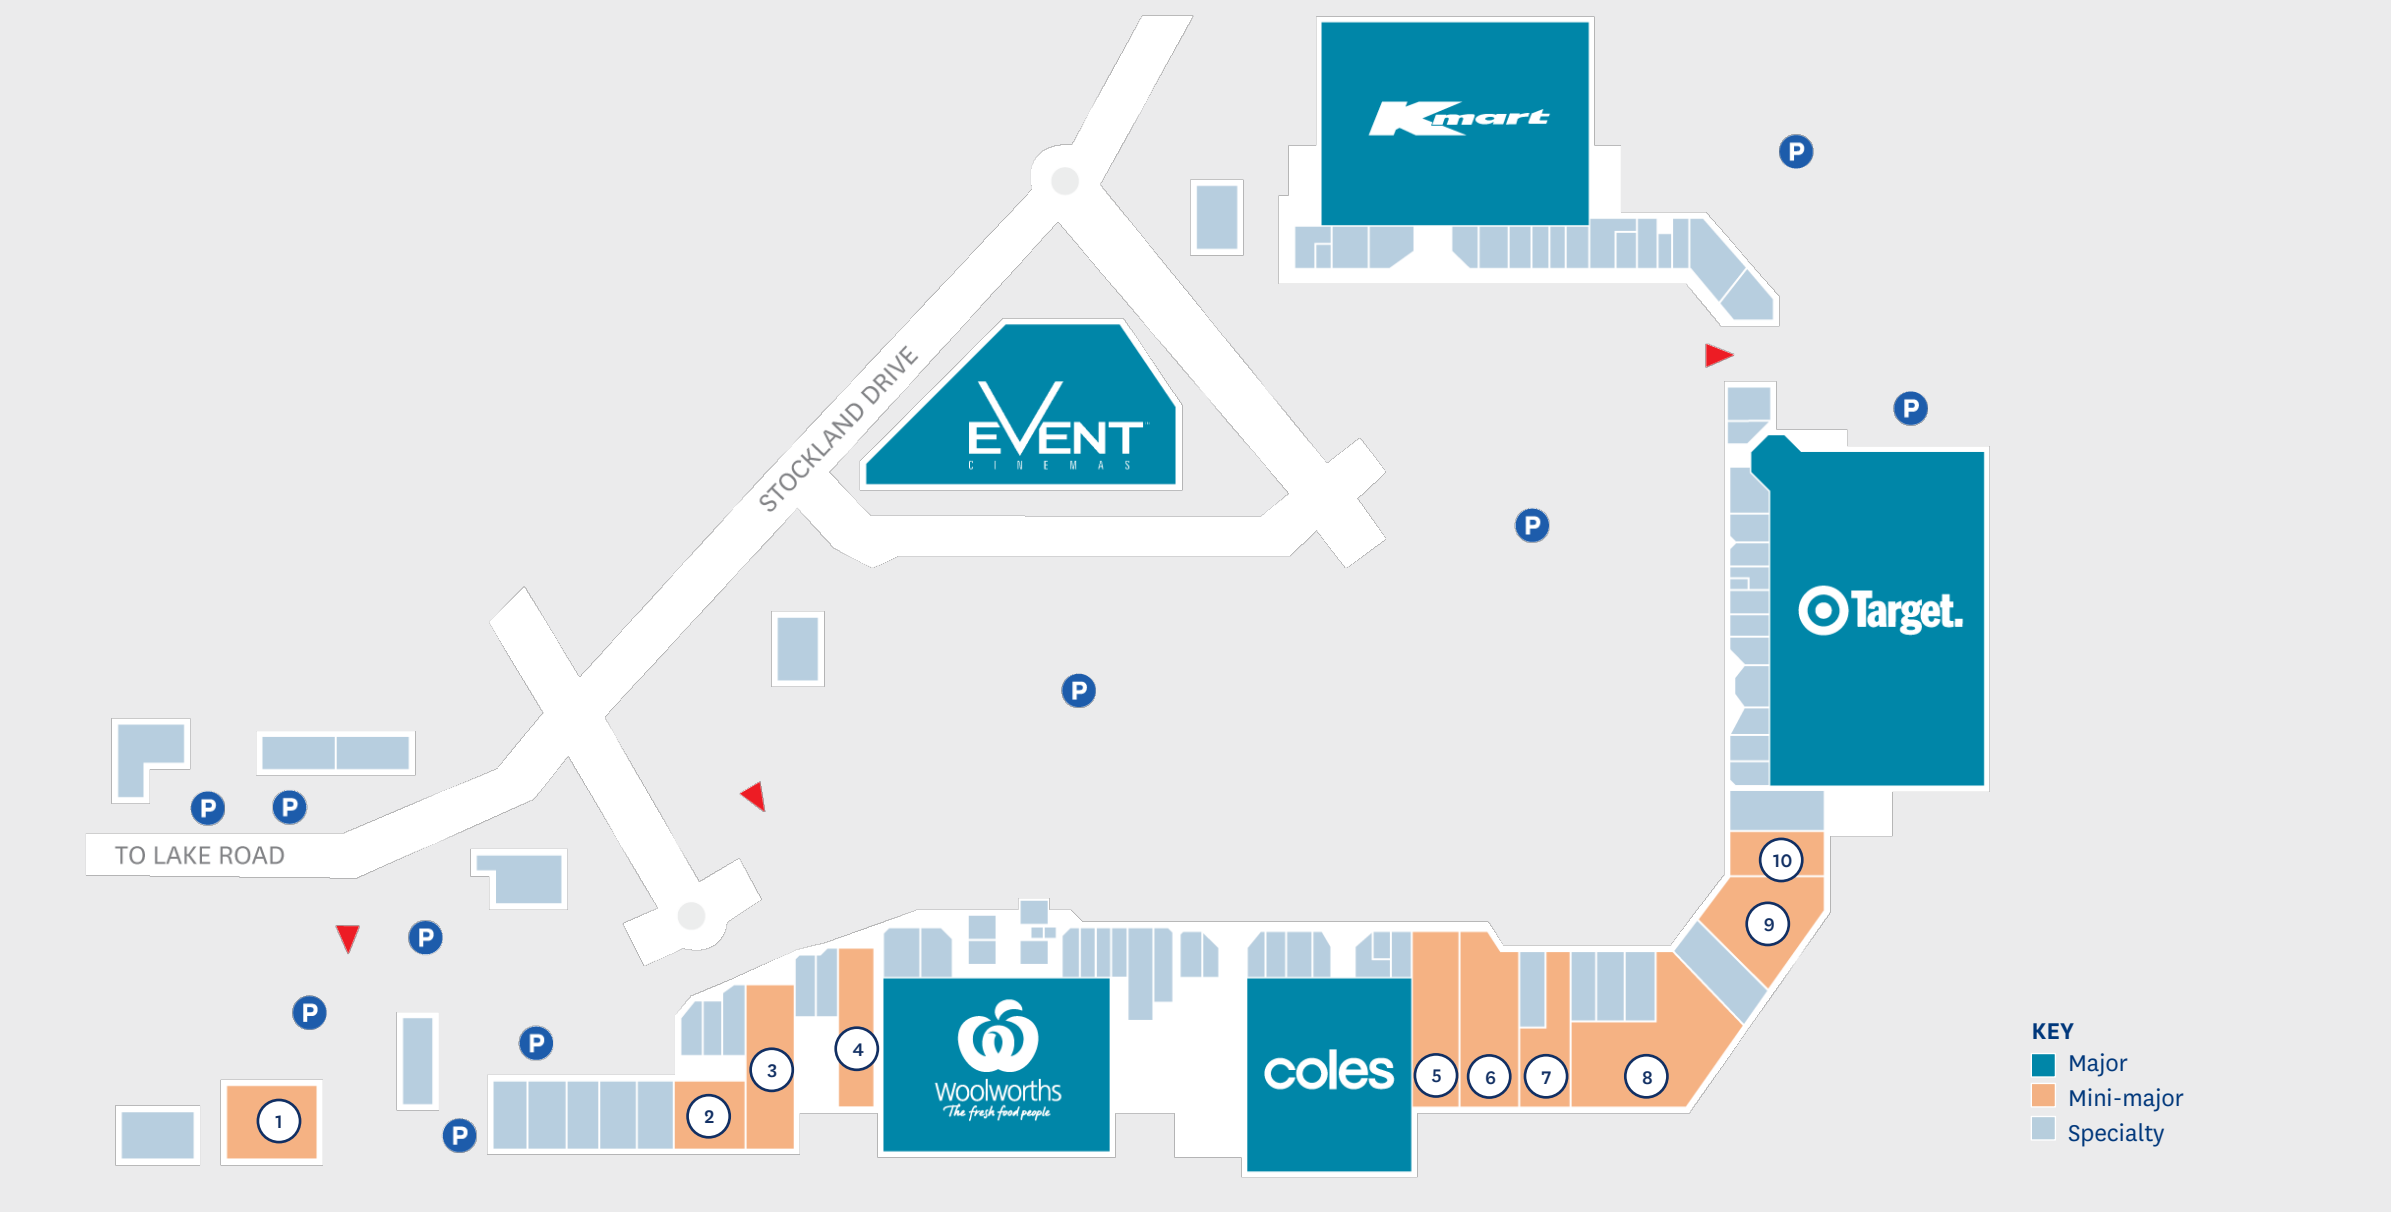 Kmart
P
STOCKLAND DRIVE
EVENT
CINEMAS
P
P
Target.
P
P
P
TO LAKE ROAD
10
9
P
P
P
P
1
2
3
4
Woolworths
The fresh food people
coles
5
6
7
8
KEY
Major
Mini-major
Specialty